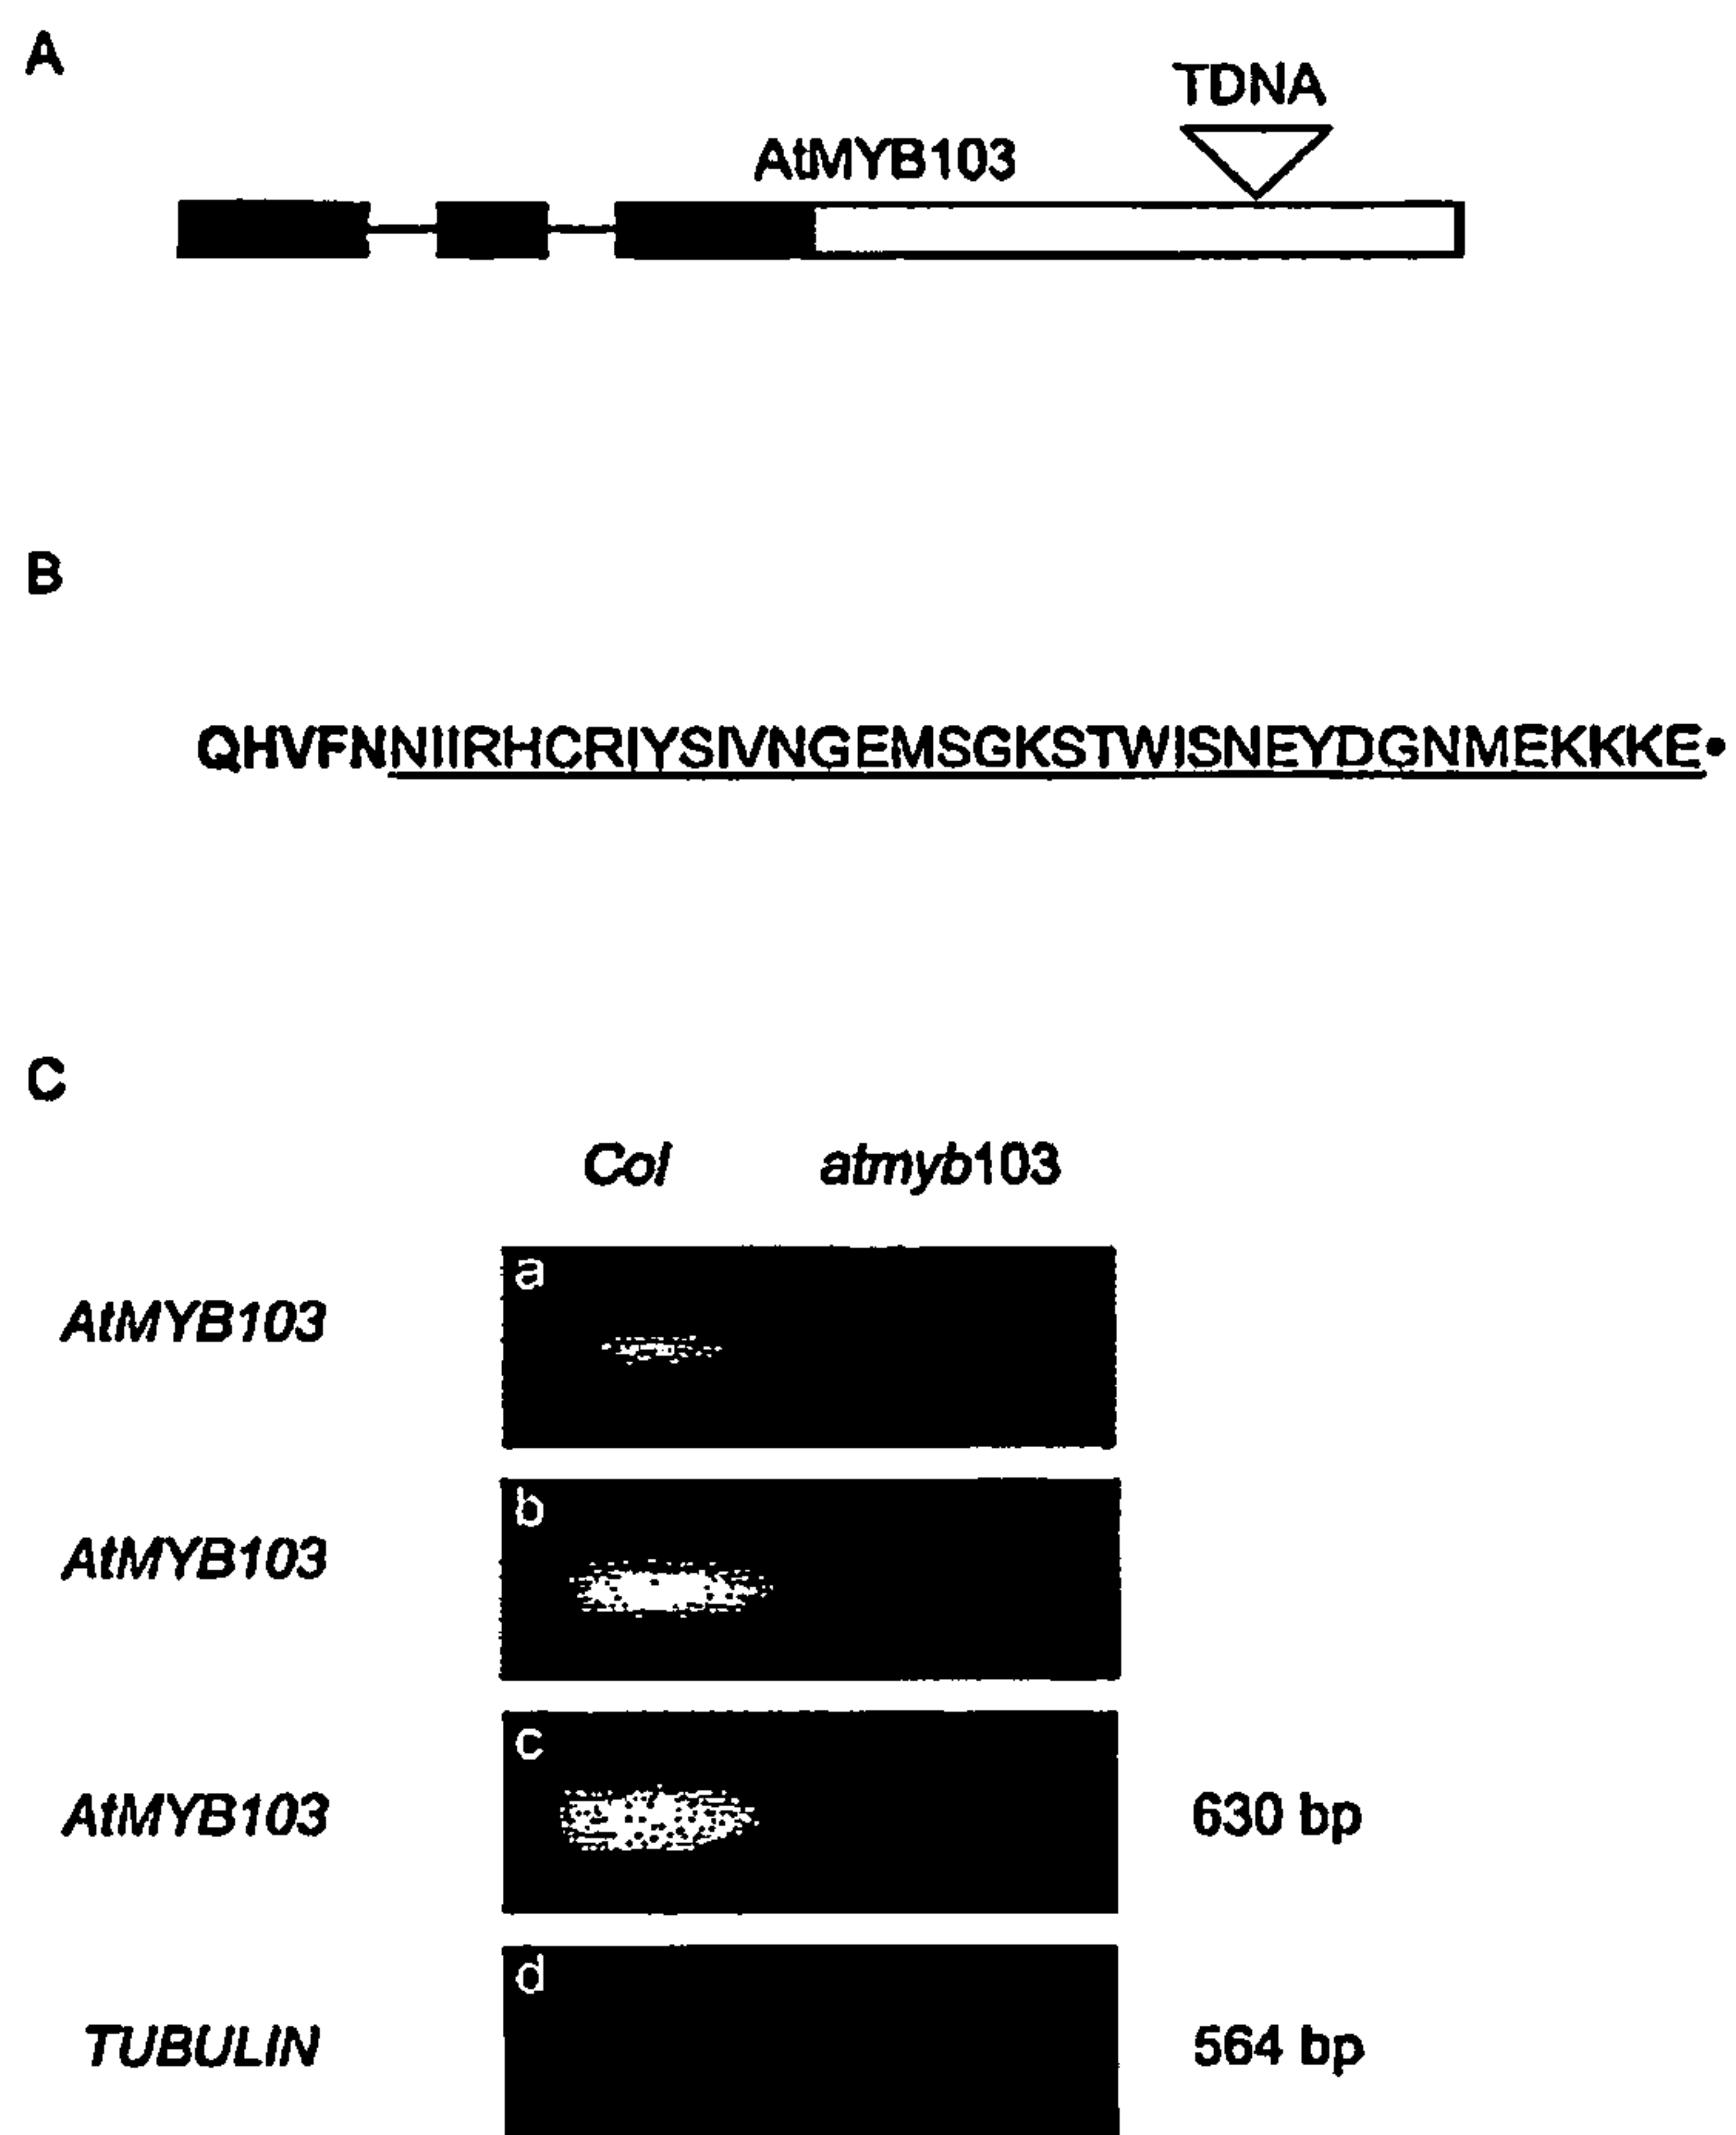 A
TDNA
AtMYB103
B
QHVFNNIIRHCRIYSIVNGEMSGKSTWISNEYDGNMEKKKE•
C
Col atmyb103
a
AtMYB103
b
AtMYB103
c
AtMYB103 630 bp
d
TUBULIN 564 bp